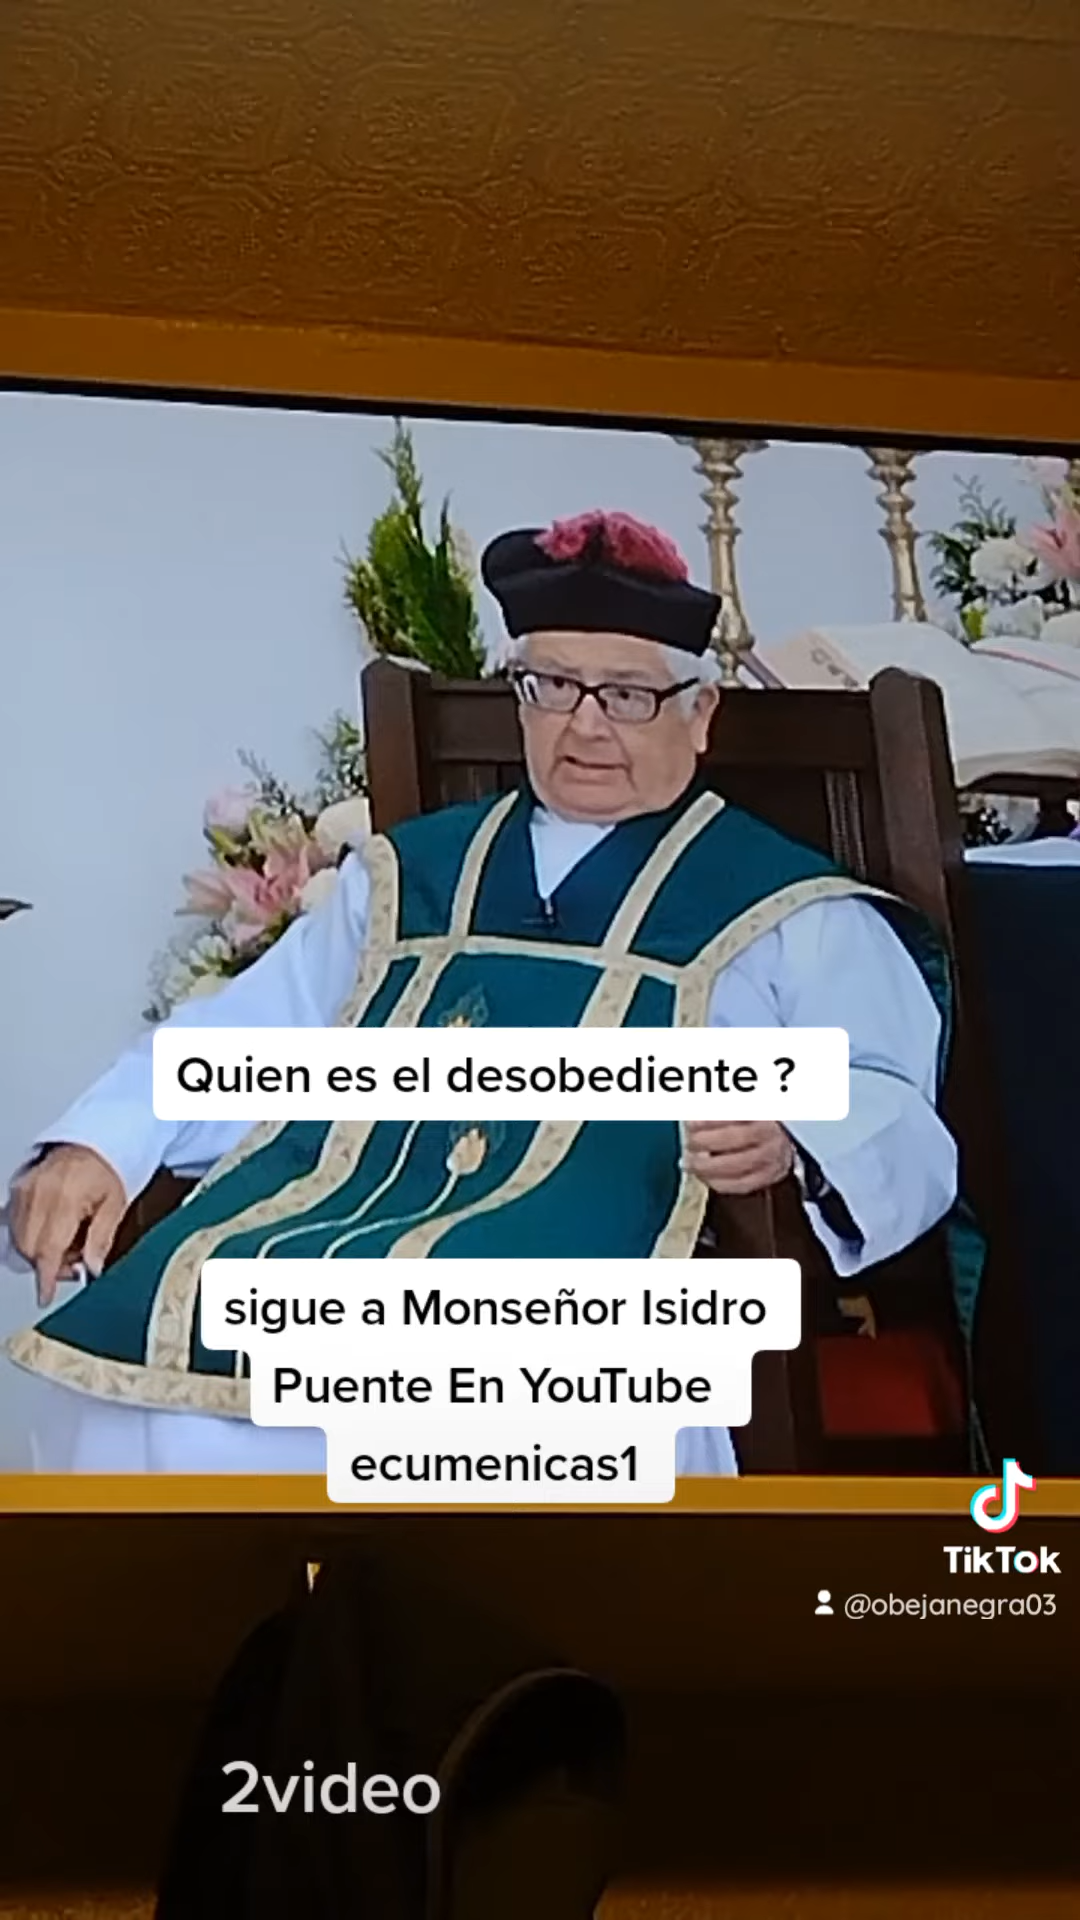 Quien es el desobediente ?
sigue a Monseñor Isidro
Puente En YouTube
ecumenicas1
TikTok
@obejanegra03
2video